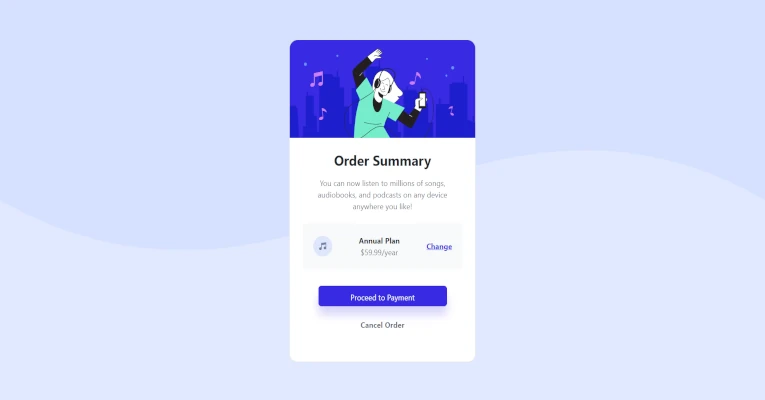 Order Summary
You can now listen to millions of songs,
audiobooks, and podcasts on any device
anywhere you like!
Annual Plan
$59.99/year
Change
Proceed to Payment
Cancel Order